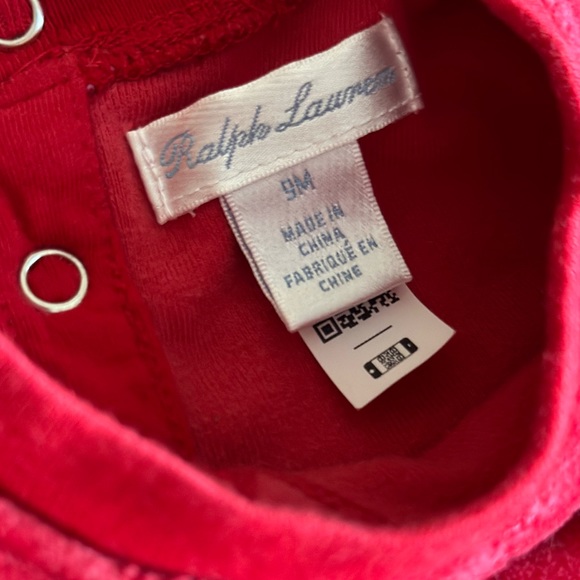 Ralph Lauren
9M
MADE IN
CHINA
FABRIQUÉ EN
CHINE